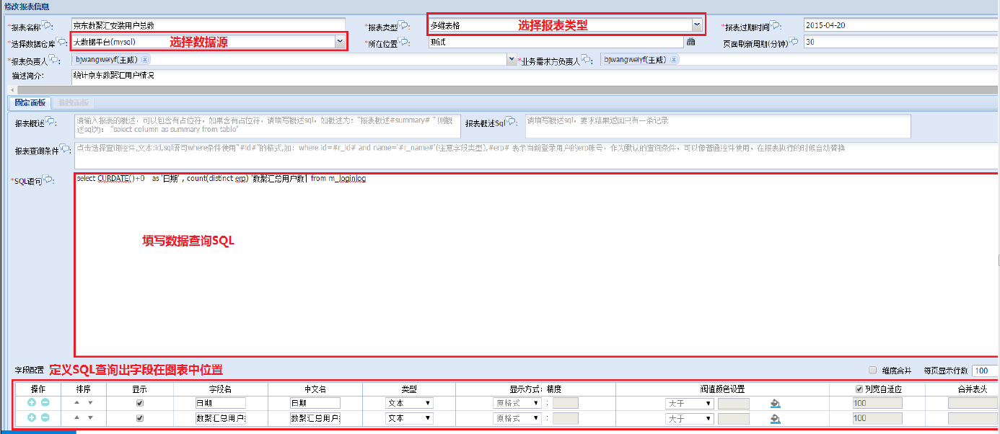 修改报表信息
*报表名称: 京东数聚汇安装用户总数 *报表类型: 多维表格 选择报表类型 *报表过期时间: 2015-04-20
*选择数据仓库: 大数据平台(mysql) 选择数据源 *所在位置: 测试 页面刷新周期(分钟) 30
*报表负责人: bjwangweiyf(王威) *业务需求方负责人: bjwangweiyf(王威)
描述简介: 统计京东数聚汇用户情况
固定面板
报表概述: 请输入报表的概述，可以包含有占位符，如果含有占位符，请填写概述sql，如概述为："报表概述#summary# " 则概
述sql为： "select column as summary from table"
报表概述Sql: 请填写概述sql，要求结果返回只有一条记录
报表查询条件: 点击选择查询控件,文本:id,sql语句where条件使用"#id#"的格式,如：where id=#r_id# and name='#r_name#'(注意字段类型),#erp# 表示当前登录用户的erp账号，作为默认的查询条件，可以像普通控件使用，在报表执行的时候自动替换
*SQL语句: select CURDATE()+0 as '日期' , count(distinct erp) '数聚汇总用户数' from m_loginlog
填写数据查询SQL
字段配置 定义SQL查询出字段在图表中位置 维度合并 每页显示行数 100
操作 排序 显示 字段名 中文名 类型 显示方式：精度 阀值颜色设置 列宽自适应 合并表头
日期 日期 文本 原格式 : 大于 100
数聚汇总用户 数聚汇总用户 文本 原格式 : 大于 100